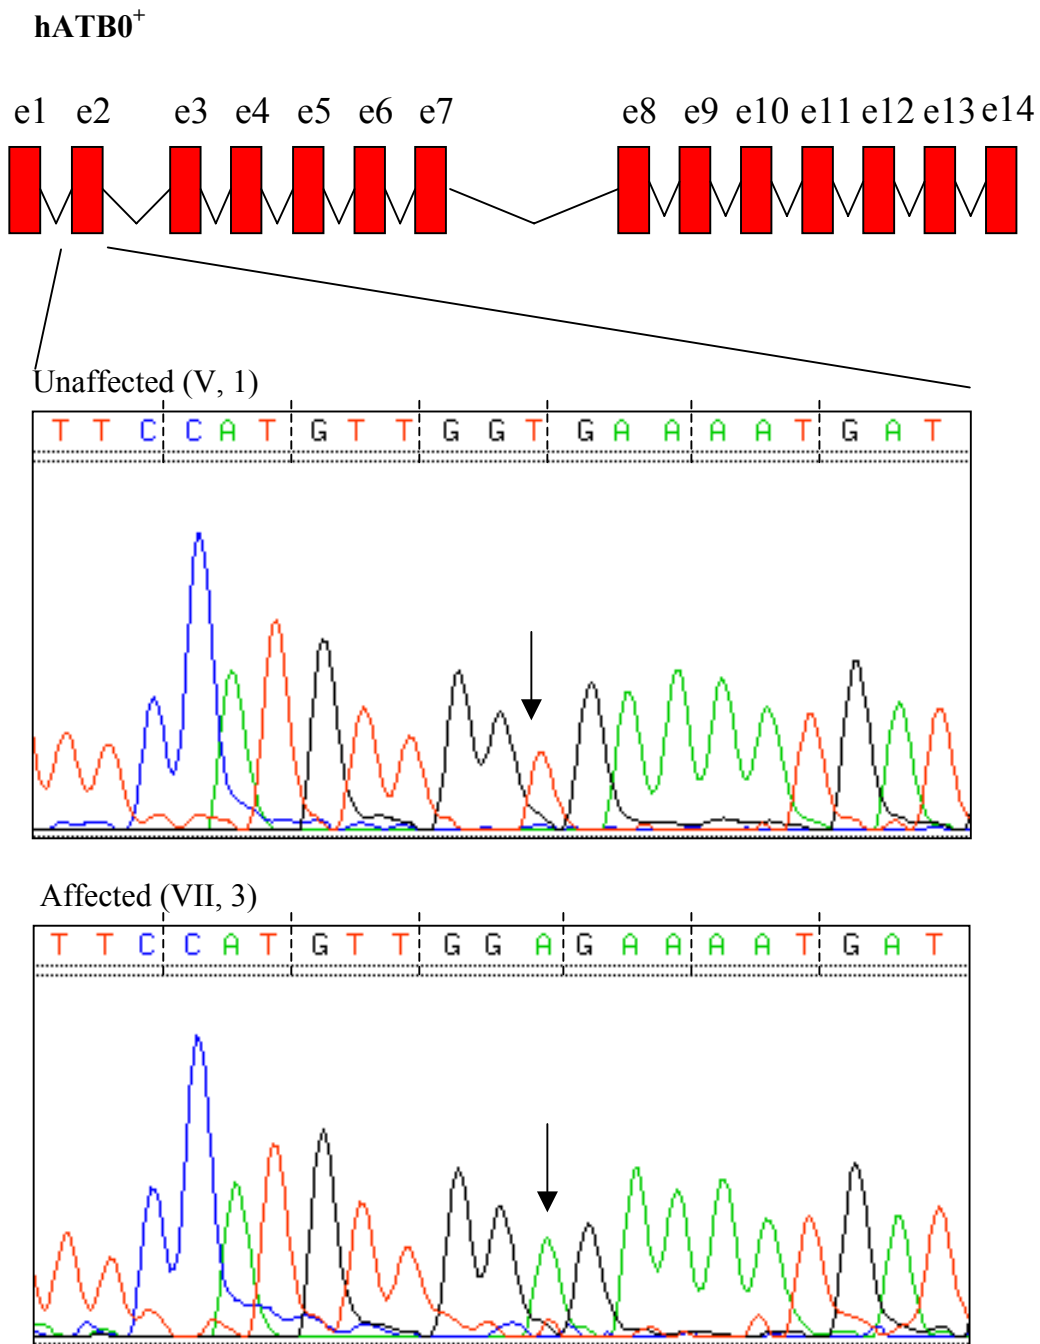 hATB0⁺
e1 e2 e3 e4 e5 e6 e7 e8 e9 e10 e11 e12 e13 e14
Unaffected (V, 1)
T T C C A T G T T G G T G A A A A T G A T
Affected (VII, 3)
T T C C A T G T T G G A G A A A A T G A T